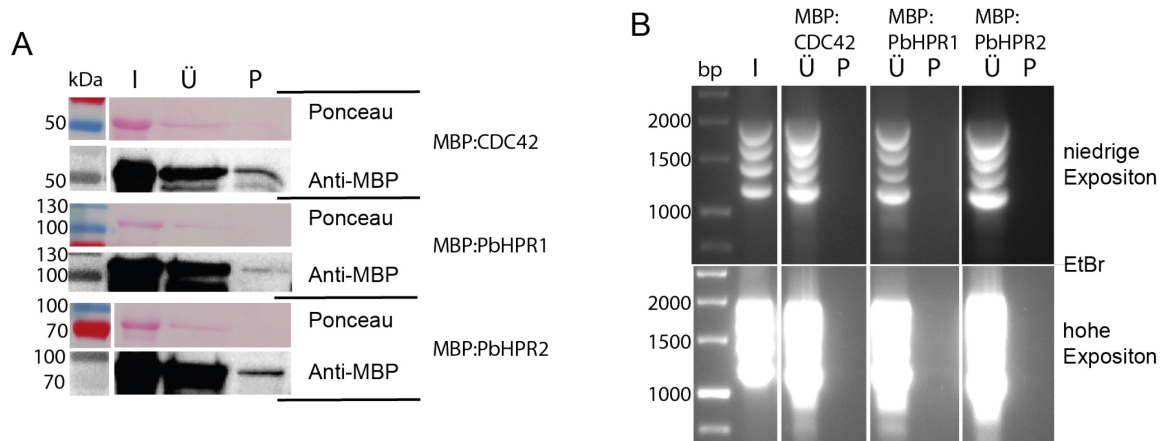 A
kDa I Ü P
50 Ponceau
MBP:CDC42
50 Anti-MBP
130
100 Ponceau
MBP:PbHPR1
130
100 Anti-MBP
100
70 Ponceau
MBP:PbHPR2
100
70 Anti-MBP
B
MBP: MBP: MBP:
CDC42 PbHPR1 PbHPR2
bp I Ü P Ü P Ü P
2000
1500
1000
niedrige
Expositon
EtBr
2000
1500
1000
hohe
Expositon